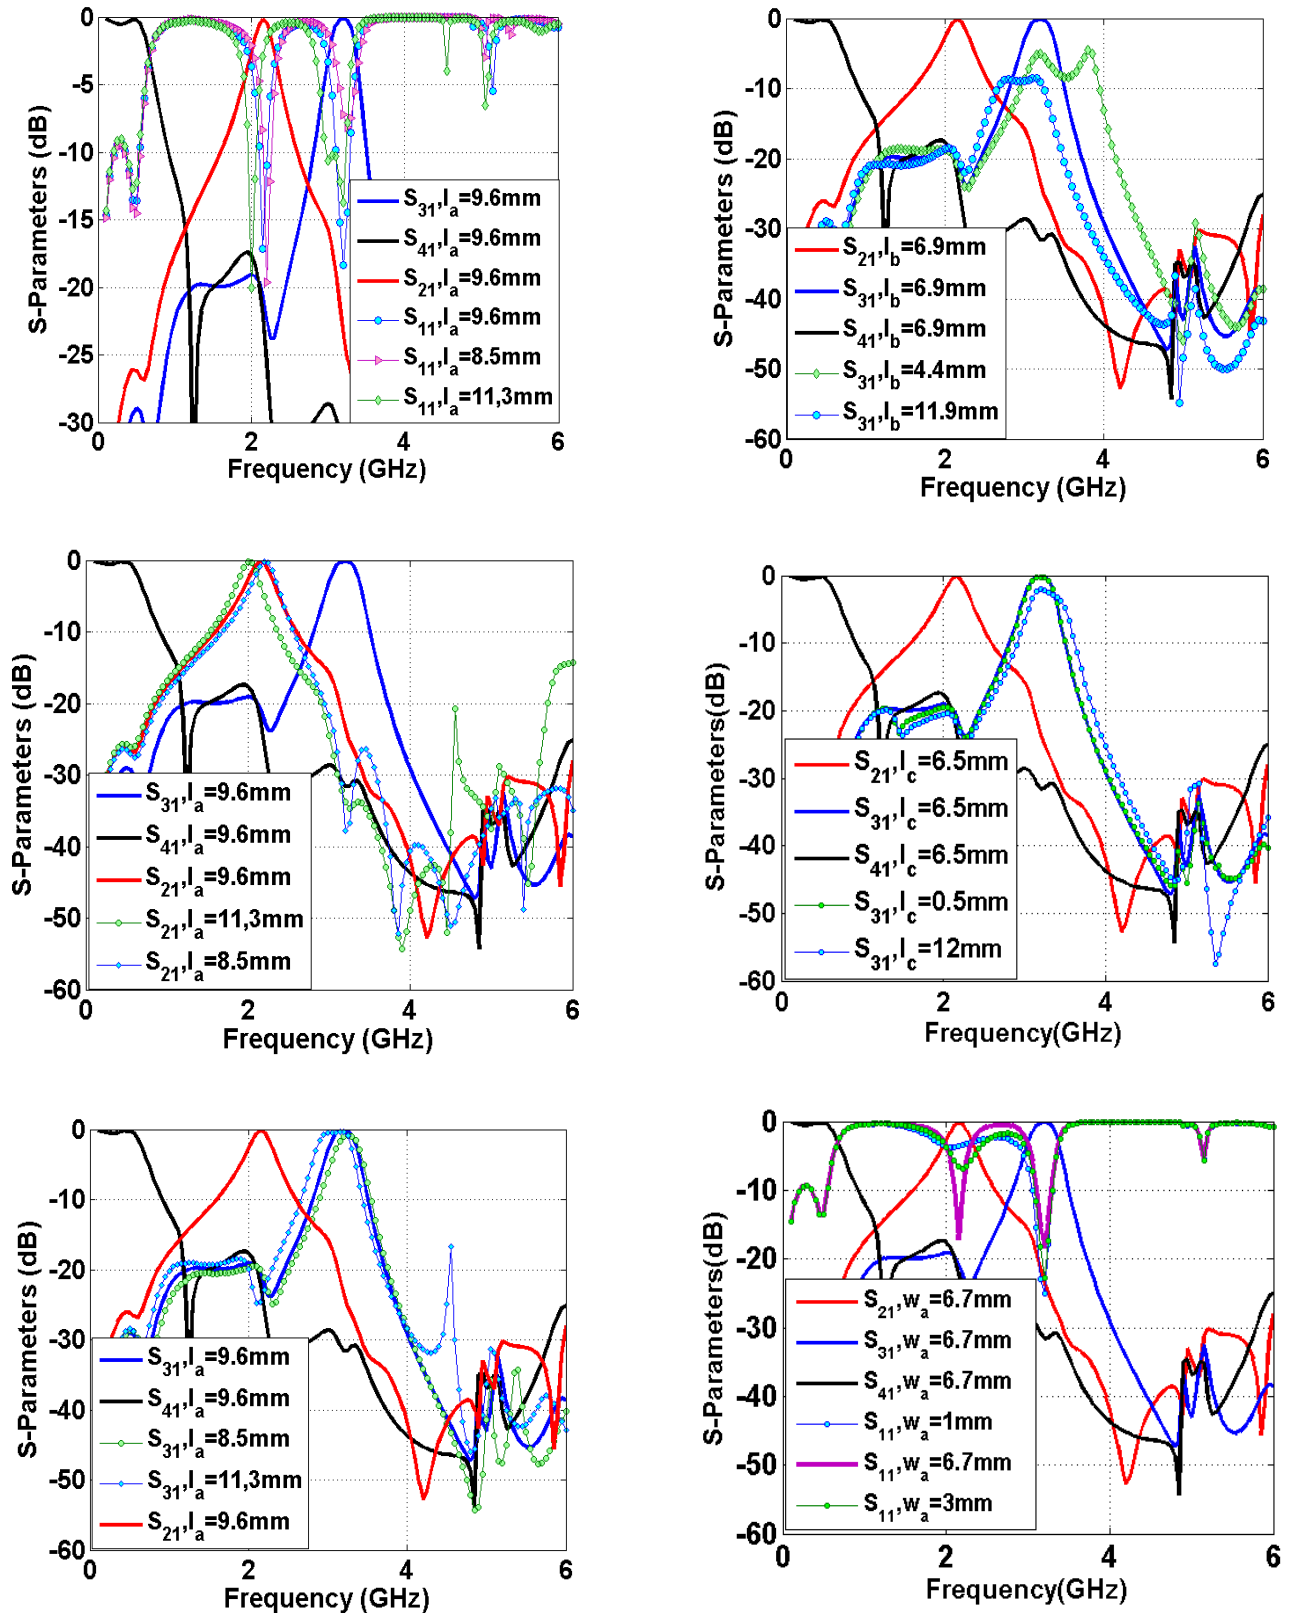 0
-5
-10
-15
-20
-25
-30
0 2 4 6
S-Parameters (dB)
Frequency (GHz)
S31,la=9.6mm
S41,la=9.6mm
S21,la=9.6mm
S11,la=9.6mm
S11,la=8.5mm
S11,la=11,3mm
0
-10
-20
-30
-40
-50
-60
0 2 4 6
S-Parameters (dB)
Frequency (GHz)
S21,lb=6.9mm
S31,lb=6.9mm
S41,lb=6.9mm
S31,lb=4.4mm
S31,lb=11.9mm
0
-10
-20
-30
-40
-50
-60
0 2 4 6
S-Parameters (dB)
Frequency (GHz)
S31,la=9.6mm
S41,la=9.6mm
S21,la=9.6mm
S21,la=11,3mm
S21,la=8.5mm
0
-10
-20
-30
-40
-50
-60
0 2 4 6
S-Parameters(dB)
Frequency(GHz)
S21,lc=6.5mm
S31,lc=6.5mm
S41,lc=6.5mm
S31,lc=0.5mm
S31,lc=12mm
0
-10
-20
-30
-40
-50
-60
0 2 4 6
S-Parameters (dB)
Frequency (GHz)
S31,la=9.6mm
S41,la=9.6mm
S31,la=8.5mm
S31,la=11,3mm
S21,la=9.6mm
0
-10
-20
-30
-40
-50
-60
0 2 4 6
S-Parameters(dB)
Frequency(GHz)
S21,wa=6.7mm
S31,wa=6.7mm
S41,wa=6.7mm
S11,wa=1mm
S11,wa=6.7mm
S11,wa=3mm